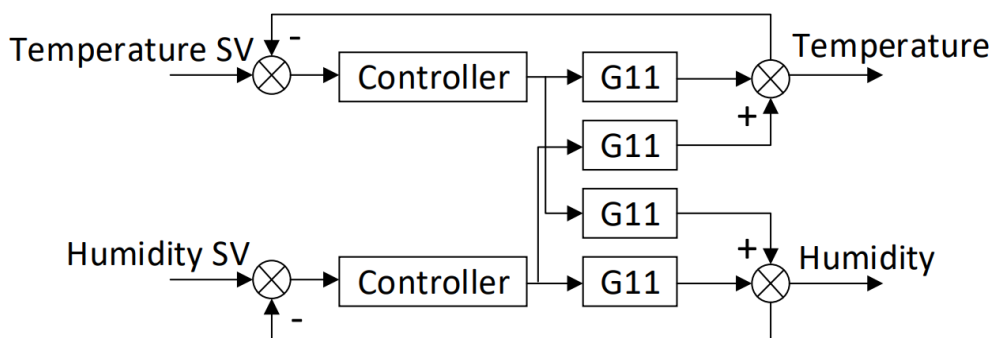 -
Temperature SV
Temperature
Controller
G11
+
G11
G11
Humidity SV
+
Humidity
Controller
G11
-